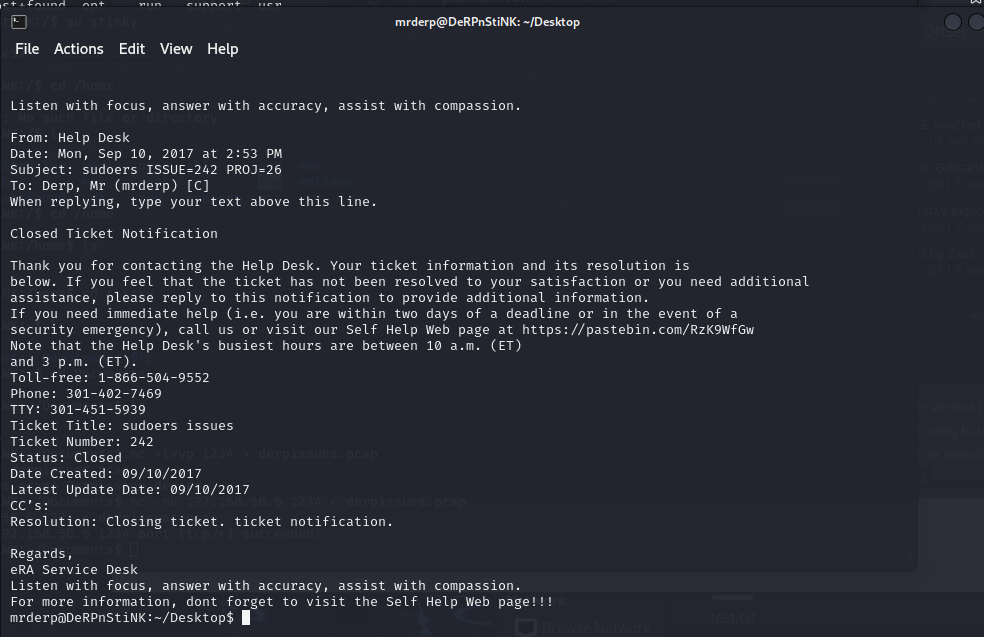 mrderp@DeRPnStiNK: ~/Desktop
File Actions Edit View Help
Listen with focus, answer with accuracy, assist with compassion.
From: Help Desk
Date: Mon, Sep 10, 2017 at 2:53 PM
Subject: sudoers ISSUE=242 PROJ=26
To: Derp, Mr (mrderp) [C]
When replying, type your text above this line.
Closed Ticket Notification
Thank you for contacting the Help Desk. Your ticket information and its resolution is
below. If you feel that the ticket has not been resolved to your satisfaction or you need additional
assistance, please reply to this notification to provide additional information.
If you need immediate help (i.e. you are within two days of a deadline or in the event of a
security emergency), call us or visit our Self Help Web page at https://pastebin.com/RzK9WfGw
Note that the Help Desk's busiest hours are between 10 a.m. (ET)
and 3 p.m. (ET).
Toll-free: 1-866-504-9552
Phone: 301-402-7469
TTY: 301-451-5939
Ticket Title: sudoers issues
Ticket Number: 242
Status: Closed
Date Created: 09/10/2017
Latest Update Date: 09/10/2017
CC's:
Resolution: Closing ticket. ticket notification.
Regards,
eRA Service Desk
Listen with focus, answer with accuracy, assist with compassion.
For more information, dont forget to visit the Self Help Web page!!!
mrderp@DeRPnStiNK:~/Desktop$
Browse Network
test.txt